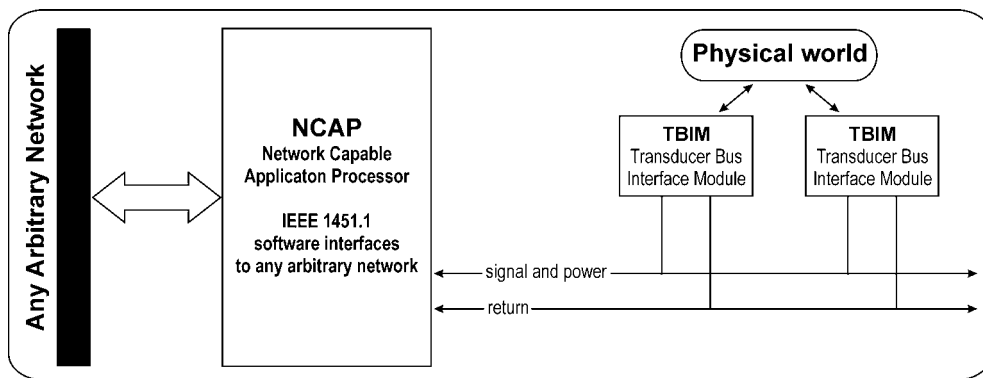 Any Arbitrary Network
NCAP
Network Capable
Applicaton Processor
IEEE 1451.1
software interfaces
to any arbitrary network
Physical world
TBIM
Transducer Bus
Interface Module
TBIM
Transducer Bus
Interface Module
signal and power
return